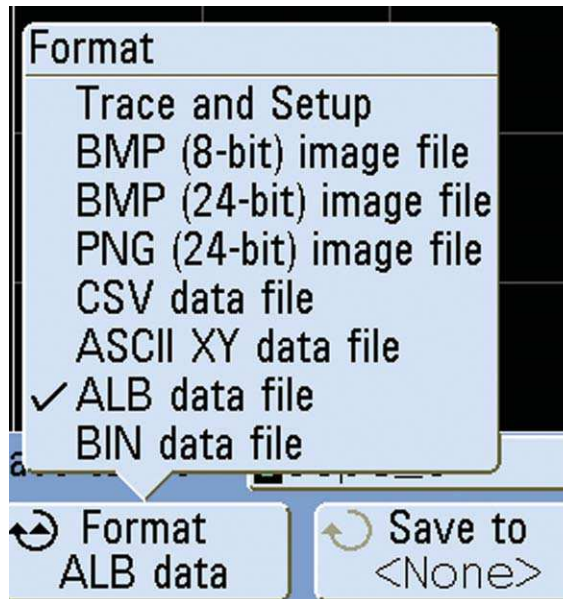 Format
Trace and Setup
BMP (8-bit) image file
BMP (24-bit) image file
PNG (24-bit) image file
CSV data file
ASCII XY data file
ALB data file
BIN data file
Format
ALB data
Save to
<None>